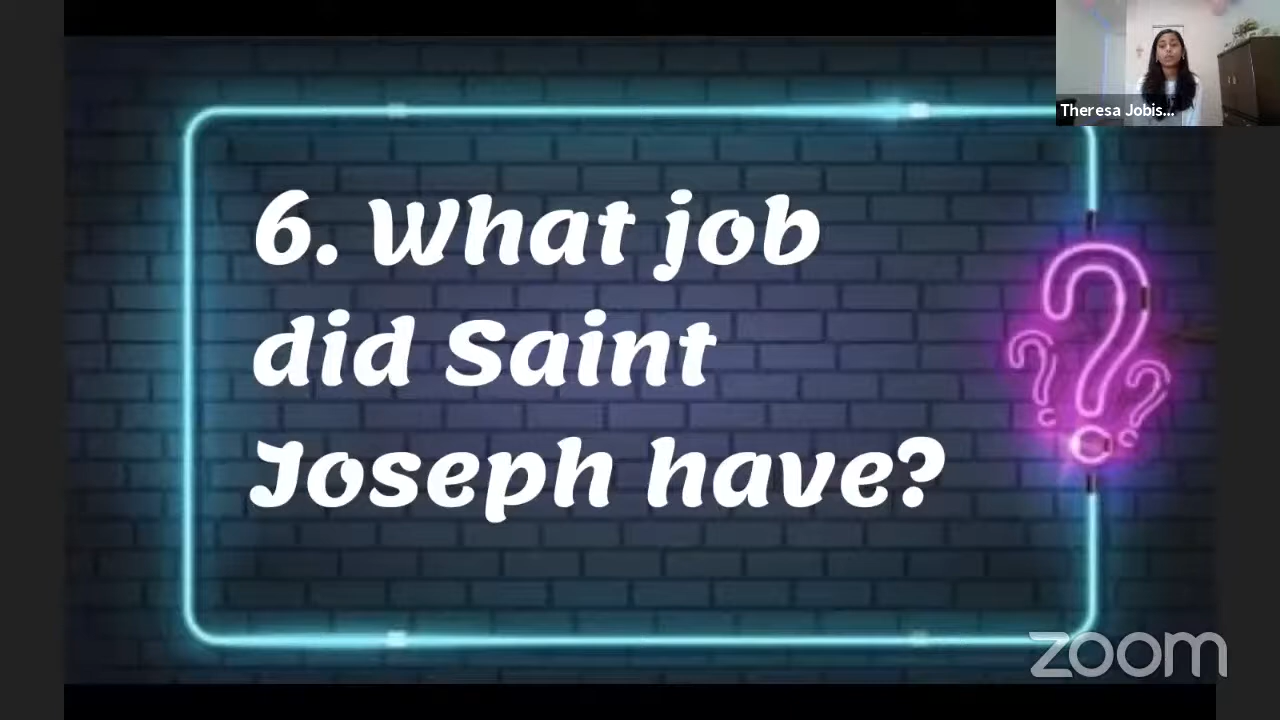 Theresa Jobis...
6. What job
did Saint
Joseph have?
zoom